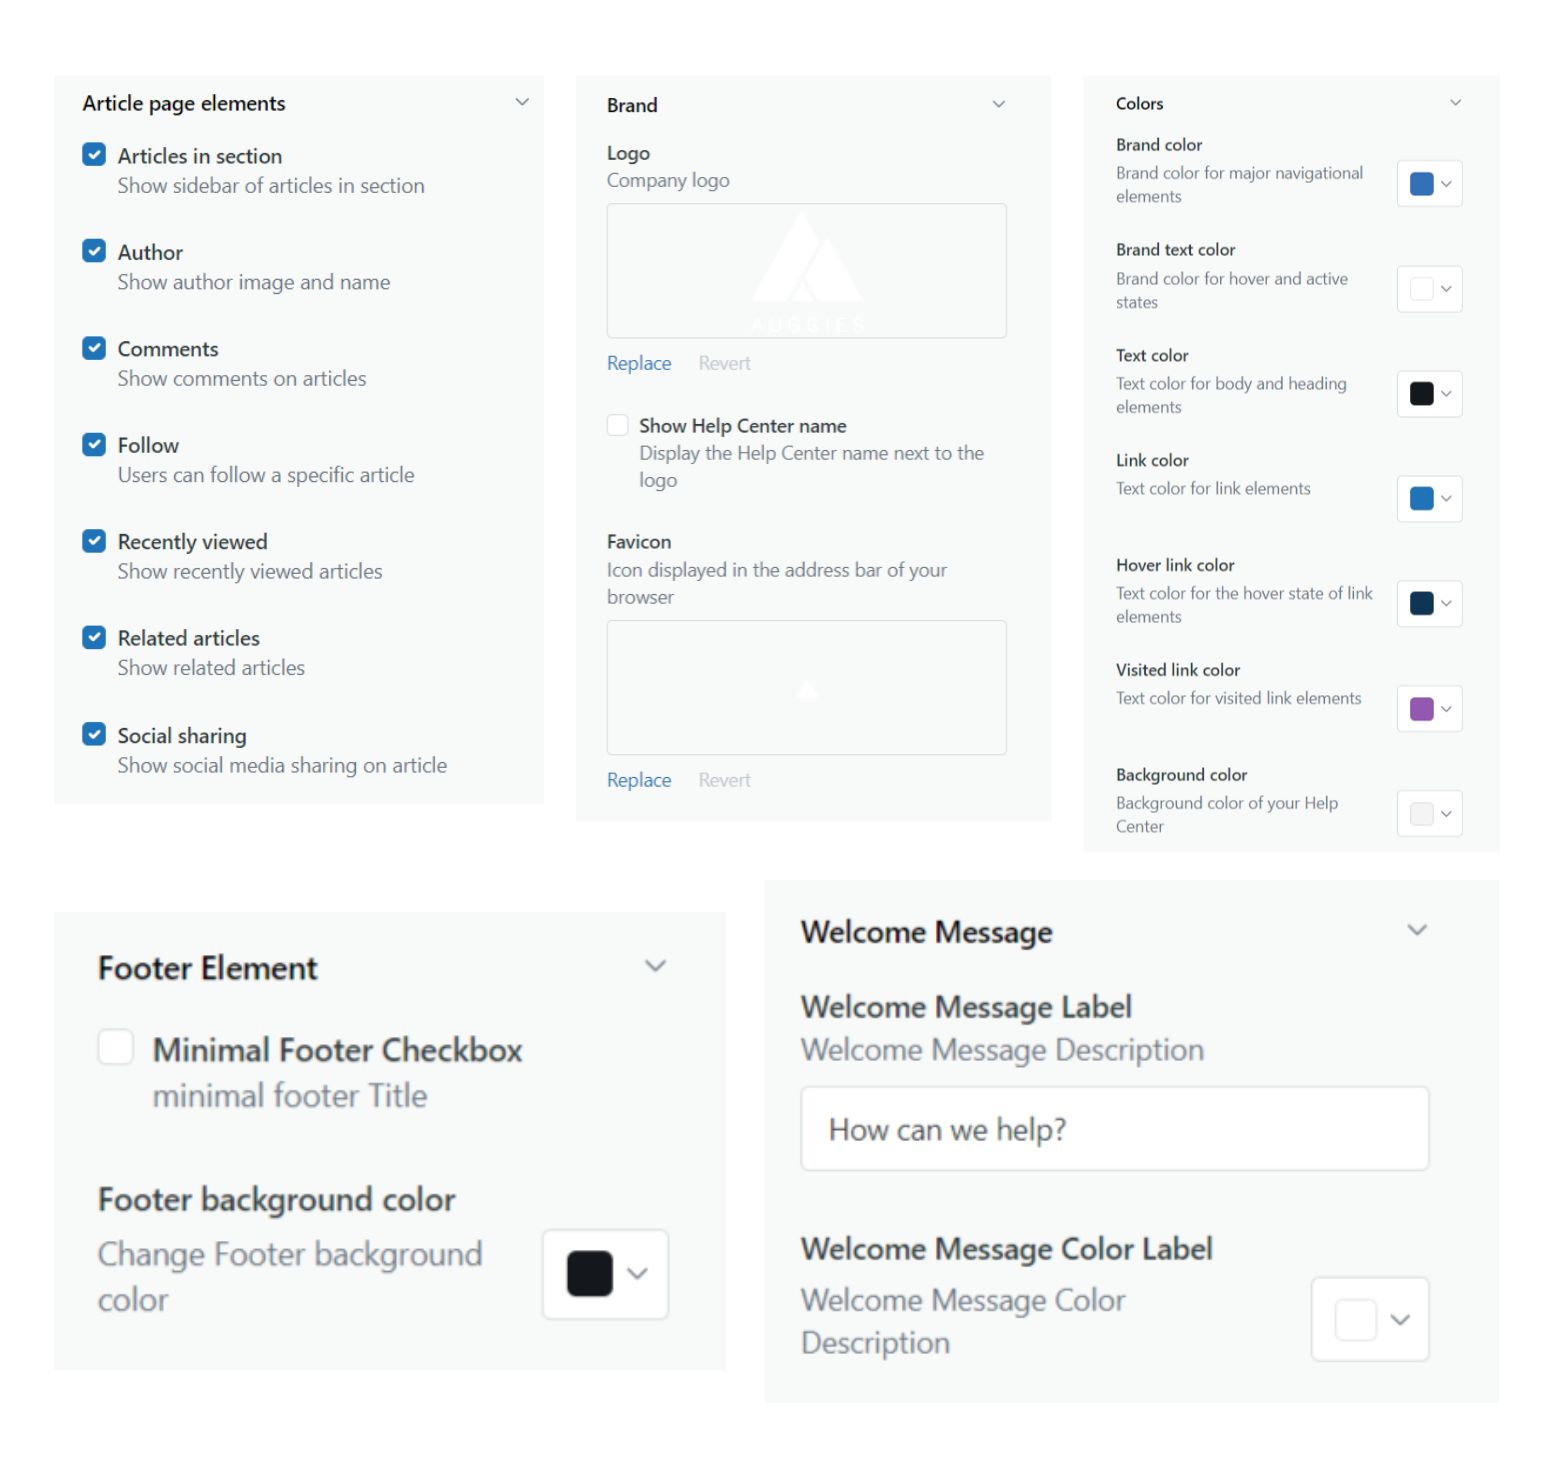 Article page elements
Articles in section
Show sidebar of articles in section
Author
Show author image and name
Comments
Show comments on articles
Follow
Users can follow a specific article
Recently viewed
Show recently viewed articles
Related articles
Show related articles
Social sharing
Show social media sharing on article
Brand
Logo
Company logo
AUGGIES
Replace Revert
Show Help Center name
Display the Help Center name next to the
logo
Favicon
Icon displayed in the address bar of your
browser
Replace Revert
Colors
Brand color
Brand color for major navigational
elements
Brand text color
Brand color for hover and active
states
Text color
Text color for body and heading
elements
Link color
Text color for link elements
Hover link color
Text color for the hover state of link
elements
Visited link color
Text color for visited link elements
Background color
Background color of your Help
Center
Footer Element
Minimal Footer Checkbox
minimal footer Title
Footer background color
Change Footer background
color
Welcome Message
Welcome Message Label
Welcome Message Description
How can we help?
Welcome Message Color Label
Welcome Message Color
Description